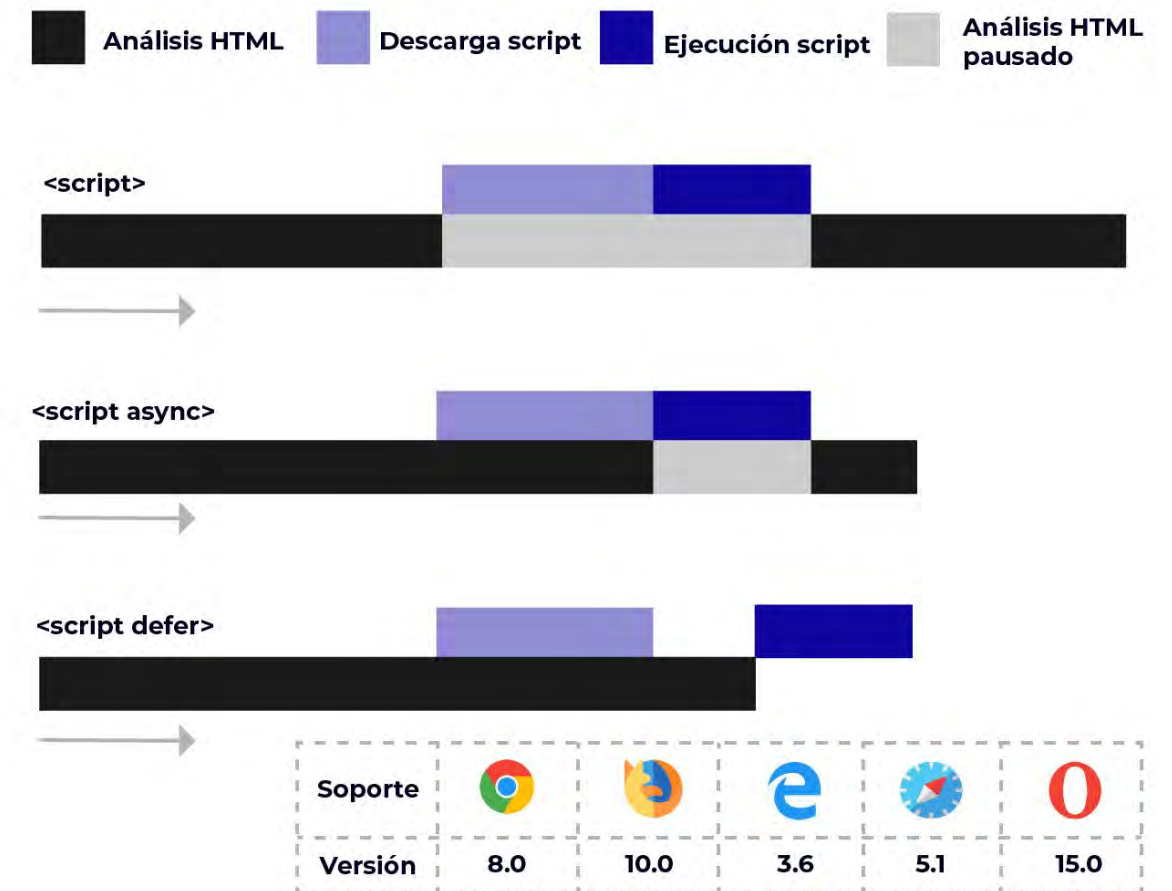 Análisis HTML
Descarga script
Ejecución script
Análisis HTML
pausado
<script>
<script async>
<script defer>
Soporte
Versión 8.0 10.0 3.6 5.1 15.0